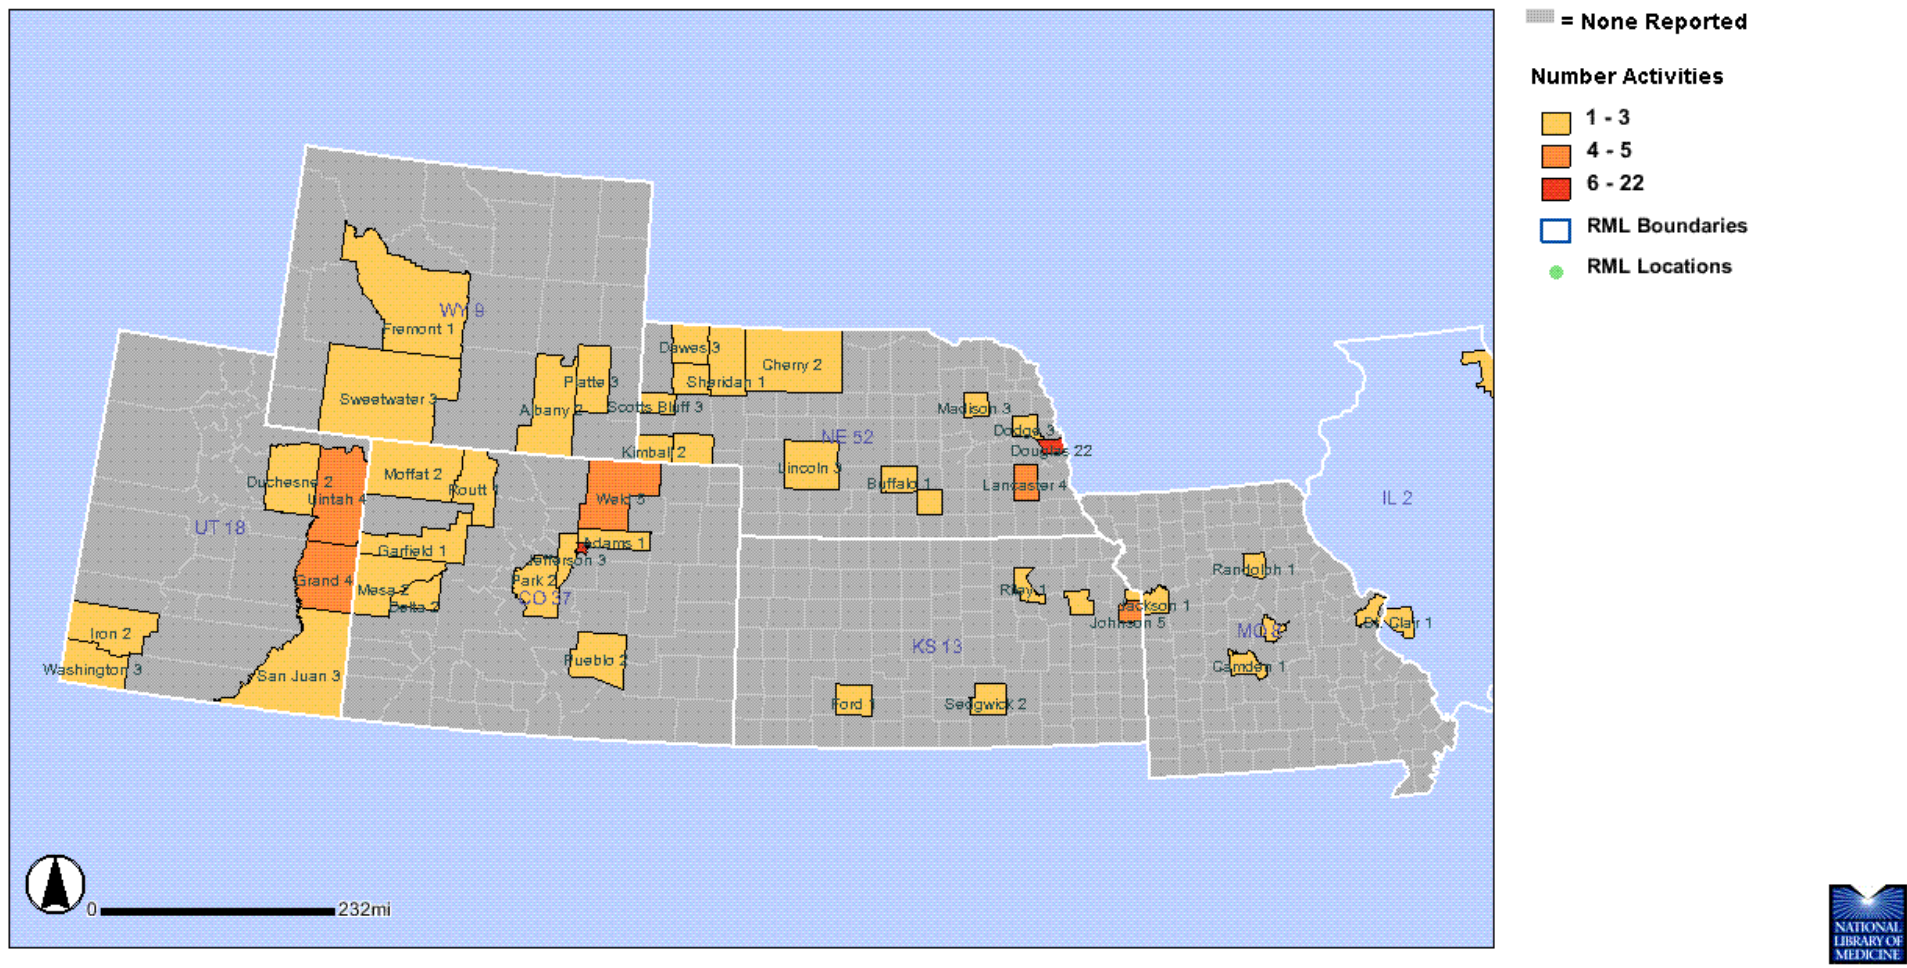 = None Reported
Number Activities
1 - 3
4 - 5
6 - 22
RML Boundaries
RML Locations
WY 9
Fremont 1
Sweetwater 3
Albany 2
Platte 3
Dawes 3
Cherry 2
Sheridan 1
Scotts Bluff 3
Kimball 2
Madison 3
Dodge 3
NE 52
Douglas 22
Lincoln 3
Buffalo 1
Lancaster 4
IL 2
Duchesne 2
Uintah 4
UT 18
Moffat 2
Routt 1
Weld 5
Garfield 1
Adams 1
Jefferson 3
Grand 4
Mesa 2
Delta 2
Park 2
CO 37
Riley 1
Jackson 1
Johnson 5
Randolph 1
St. Clair 1
MO 8
Camden 1
KS 13
Iron 2
Washington 3
San Juan 3
Pueblo 2
Ford 1
Sedgwick 2
0 232mi
NATIONAL
LIBRARY OF
MEDICINE